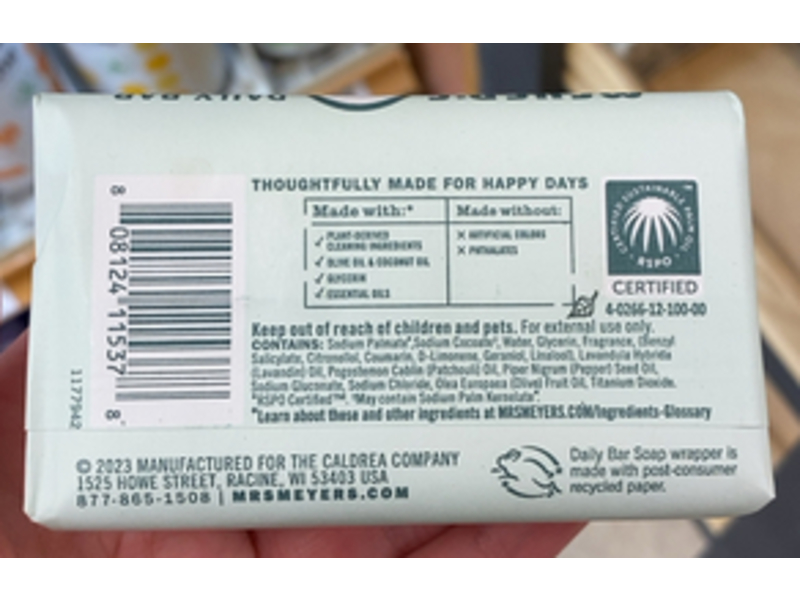 THOUGHTFULLY MADE FOR HAPPY DAYS
Made with:* Made without:
✓ PLANT-DERIVED CLEANING INGREDIENTS
✓ OLIVE OIL & COCONUT OIL
✓ GLYCERIN
✓ ESSENTIAL OILS
✕ ARTIFICIAL COLORS
✕ PHTHALATES
CERTIFIED SUSTAINABLE PALM OIL
RSPO
CERTIFIED
4-0266-12-100-00
8 08124 11537 8
1177942
Keep out of reach of children and pets. For external use only.
CONTAINS: Sodium Palmate†, Sodium Cocoate†, Water, Glycerin, Fragrance, (Benzyl
Salicylate, Citronellol, Coumarin, D-Limonene, Geraniol, Linalool), Lavandula Hybrida
(Lavandin) Oil, Pogostemon Cablin (Patchouli) Oil, Piper Nigrum (Pepper) Seed Oil,
Sodium Gluconate, Sodium Chloride, Olea Europaea (Olive) Fruit Oil, Titanium Dioxide.
RSPO Certified™. May contain Sodium Palm Kernelate†.
*Learn about these and other ingredients at MRSMEYERS.COM/Ingredients-Glossary
© 2023 MANUFACTURED FOR THE CALDREA COMPANY
1525 HOWE STREET, RACINE, WI 53403 USA
877-865-1508 | MRSMEYERS.COM
Daily Bar Soap wrapper is
made with post-consumer
recycled paper.